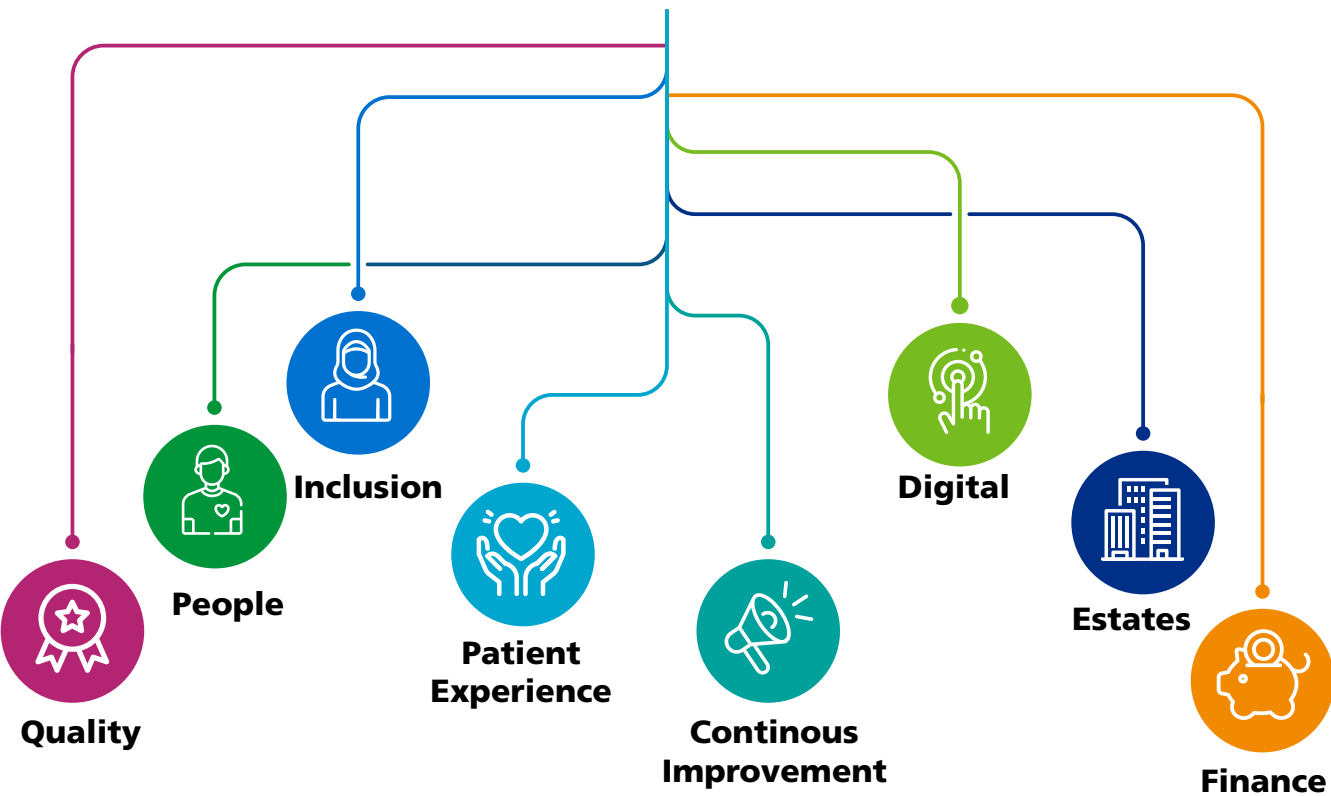 Inclusion
Digital
People
Estates
Patient
Experience
Quality
Continous
Improvement
Finance